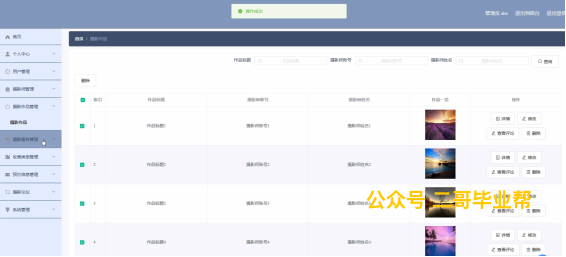 操作成功
管理员 abo 退出到前台 退出登录
首页
个人中心
用户管理
摄影师管理
摄影作品管理
摄影作品
摄影服务管理
收费类型管理
预约信息管理
摄影论坛
系统管理
首页 / 摄影作品
作品标题 作品标题 摄影师账号 摄影师账号 摄影师姓名 摄影师姓名 查询
删除
索引 作品标题 摄影师账号 摄影师姓名 作品一览 操作
1 作品标题1 摄影师账号1 摄影师姓名1 详情 修改
查看评论 删除
2 作品标题2 摄影师账号2 摄影师姓名2 详情 修改
查看评论 删除
3 作品标题3 摄影师账号3 摄影师姓名3
查看评论 删除
公众号:二哥毕业帮
4 作品标题4 摄影师账号4 摄影师姓名4 详情 修改
查看评论 删除